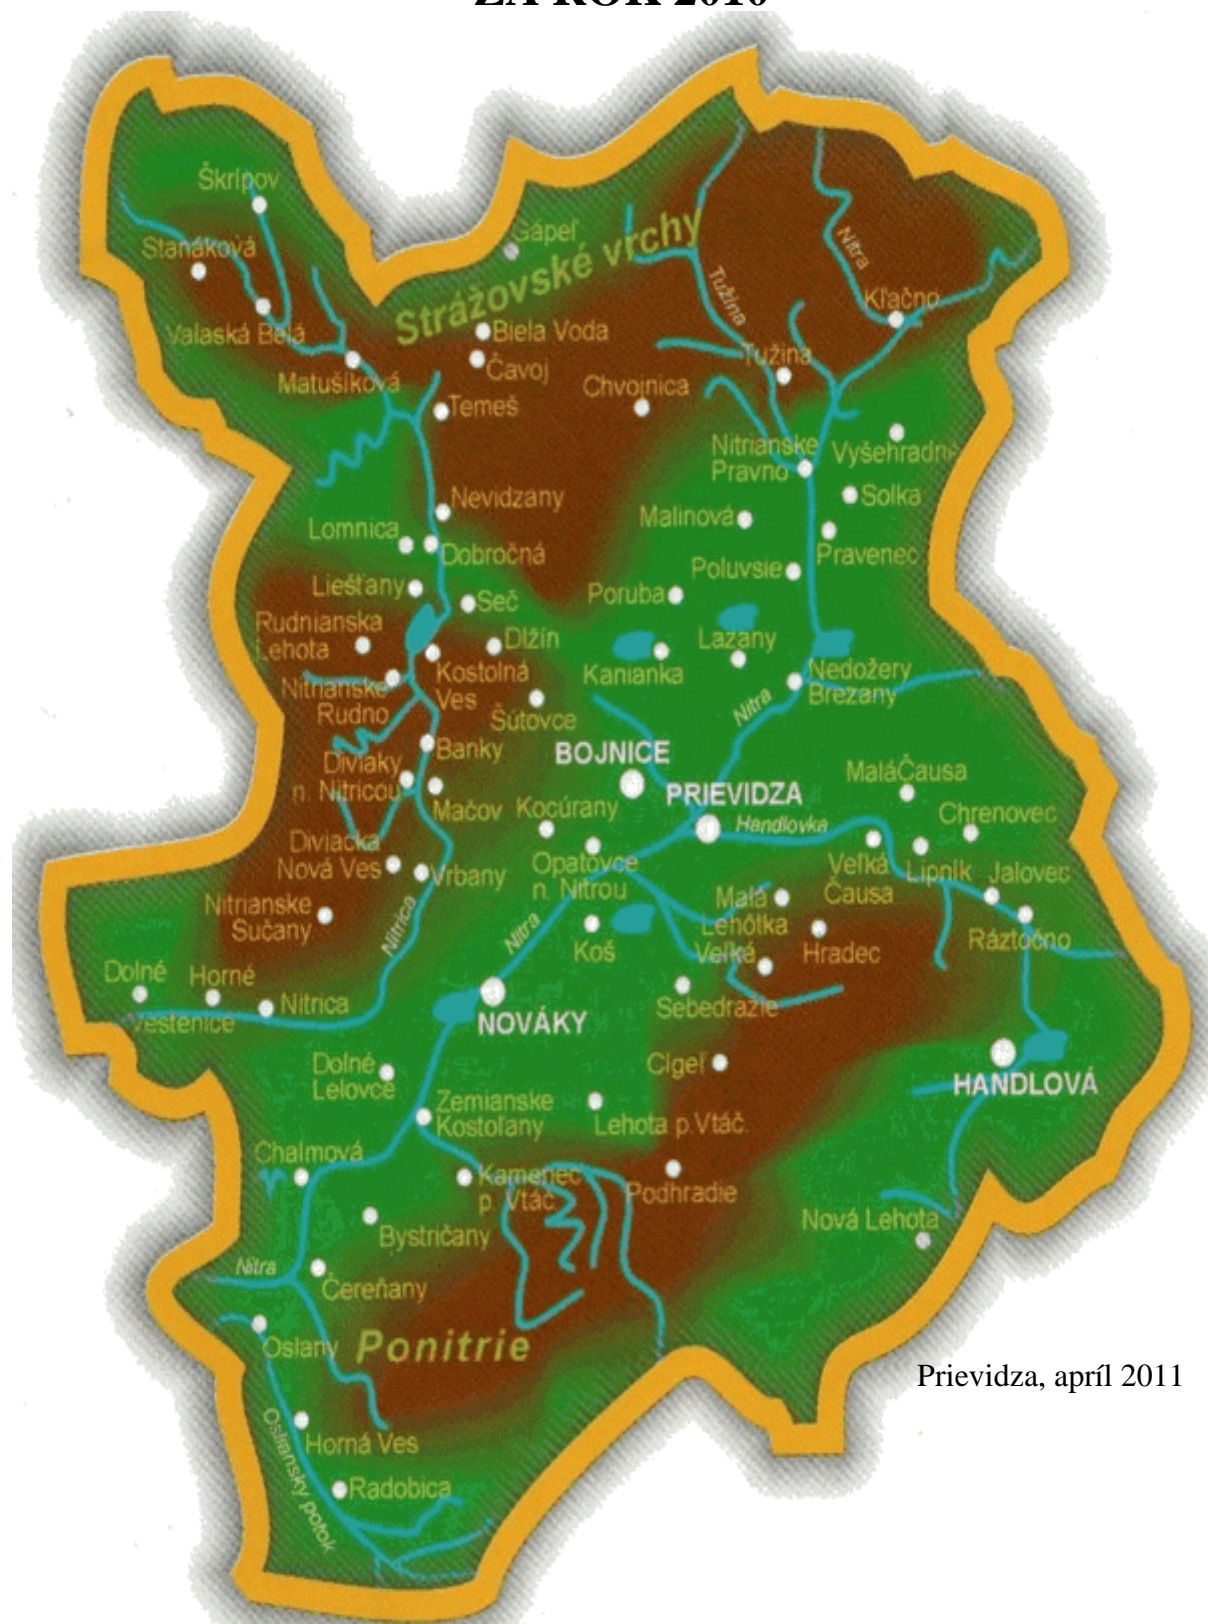 ZA ROK 2010
Škrípov
Gápeľ
Stanáková
Strážovské vrchy
Nitra
Tužina
Kľačno
Valaská Belá
Biela Voda
Tužina
Čavoj
Matušíková
Chvojnica
Temeš
Nitrianske
Pravno
Vyšehradné
Nevidzany
Solka
Malinová
Lomnica
Dobročná
Pravenec
Poluvsie
Liešťany
Seč
Poruba
Rudnianska
Lehota
Dlžín
Lazany
Kanianka
Kostolná
Ves
Nedožery
Brezany
Nitrianske
Rudno
Šútovce
Nitra
Banky
BOJNICE
Diviaky
n. Nitricou
MaláČausa
PRIEVIDZA
Mačov
Kocúrany
Handlovka
Chrenovec
Diviacka
Nová Ves
Vrbany
Opatovce
n. Nitrou
Veľká
Čausa
Lipník
Jalovec
Nitrianske
Sučany
Nitrica
Nitra
Malá
Lehôtka
Veľká
Koš
Hradec
Ráztočno
Dolné
Horné
Vestenice
Nitrica
Sebedražie
NOVÁKY
Dolné
Lelovce
Cígeľ
HANDLOVÁ
Zemianske
Kostoľany
Lehota p.Vtáč.
Chalmová
Kamenec
p. Vtáč.
Podhradie
Bystričany
Nová Lehota
Nitra
Čereňany
Oslany
Ponitrie
Prievidza, apríl 2011
Osliansky potok
Horná Ves
Radobica